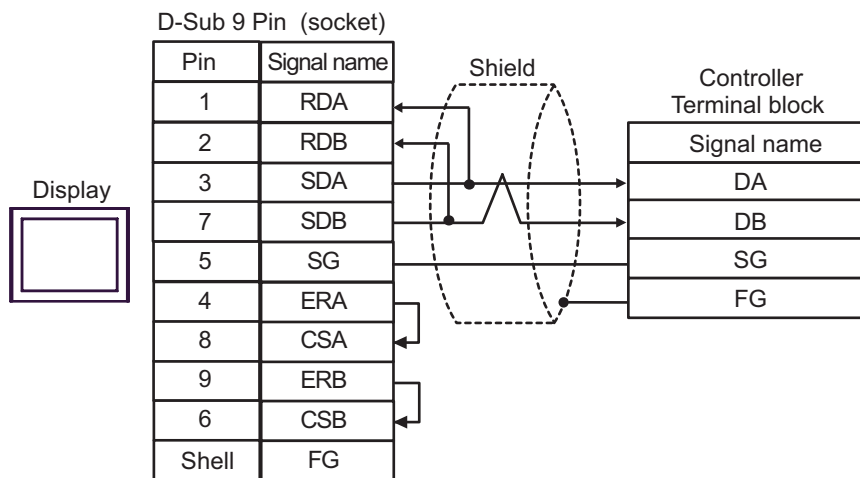 D-Sub 9 Pin (socket)
Pin Signal name
1 RDA
2 RDB
3 SDA
7 SDB
5 SG
4 ERA
8 CSA
9 ERB
6 CSB
Shell FG
Display
Shield
Controller
Terminal block
Signal name
DA
DB
SG
FG